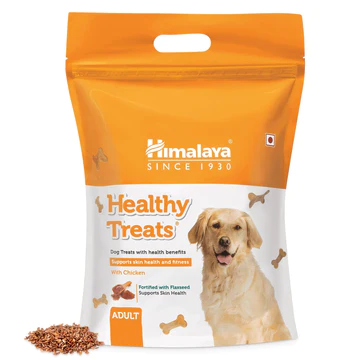 Himalaya
SINCE 1930
Healthy
Treats
Dog Treats with health benefits
Supports skin health and fitness
With Chicken
Fortified with Flaxseed
Supports Skin Health
ADULT